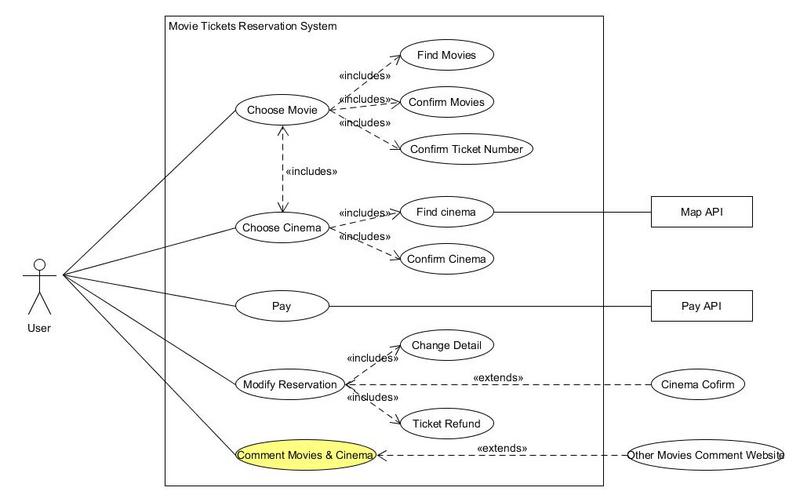 Movie Tickets Reservation System
Find Movies
«includes»
Choose Movie
«includes»
Confirm Movies
«includes»
Confirm Ticket Number
«includes»
Choose Cinema
«includes»
Find cinema
Map API
«includes»
Confirm Cinema
User
Pay
Pay API
Change Detail
«includes»
Modify Reservation
«extends»
Cinema Cofirm
«includes»
Ticket Refund
Comment Movies & Cinema
«extends»
Other Movies Comment Website